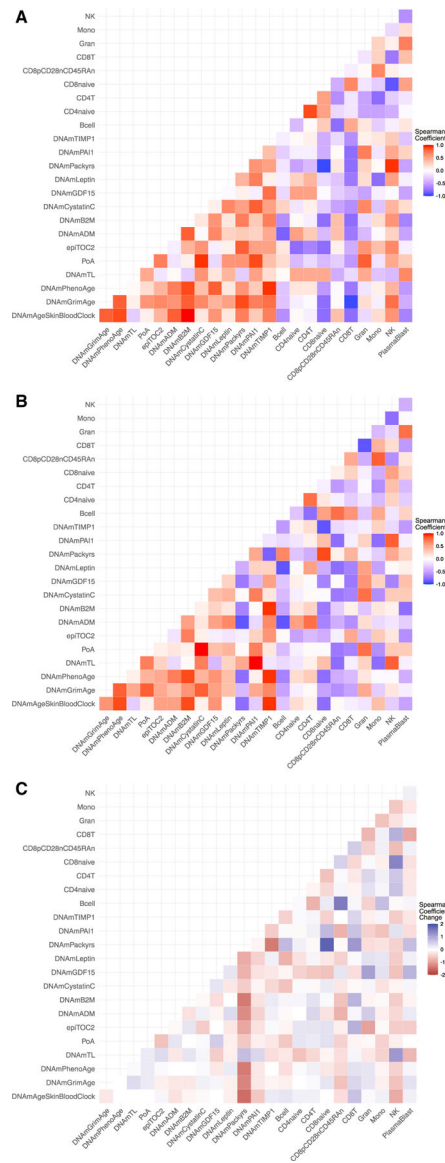 A
NK
Mono
Gran
CD8T
CD8pCD28nCD45RAn
CD8naive
CD4T
CD4naive
Bcell
DNAmTIMP1
DNAmPAI1
DNAmPackyrs
DNAmLeptin
DNAmGDF15
DNAmCystatinC
DNAmB2M
DNAmADM
epiTOC2
PoA
DNAmTL
DNAmPhenoAge
DNAmGrimAge
DNAmAgeSkinBloodClock
Spearman
Coefficient
1.0
0.5
0.0
-0.5
-1.0
DNAmGrimAge
DNAmPhenoAge
DNAmTL
PoA
epiTOC2
DNAmADM
DNAmB2M
DNAmCystatinC
DNAmGDF15
DNAmLeptin
DNAmPackyrs
DNAmPAI1
DNAmTIMP1
Bcell
CD4naive
CD4T
CD8naive
CD8pCD28nCD45RAn
CD8T
Gran
Mono
NK
PlasmaBlast
B
NK
Mono
Gran
CD8T
CD8pCD28nCD45RAn
CD8naive
CD4T
CD4naive
Bcell
DNAmTIMP1
DNAmPAI1
DNAmPackyrs
DNAmLeptin
DNAmGDF15
DNAmCystatinC
DNAmB2M
DNAmADM
epiTOC2
PoA
DNAmTL
DNAmPhenoAge
DNAmGrimAge
DNAmAgeSkinBloodClock
Spearman
Coefficient
1.0
0.5
0.0
-0.5
-1.0
DNAmGrimAge
DNAmPhenoAge
DNAmTL
PoA
epiTOC2
DNAmADM
DNAmB2M
DNAmCystatinC
DNAmGDF15
DNAmLeptin
DNAmPackyrs
DNAmPAI1
DNAmTIMP1
Bcell
CD4naive
CD4T
CD8naive
CD8pCD28nCD45RAn
CD8T
Gran
Mono
NK
PlasmaBlast
C
NK
Mono
Gran
CD8T
CD8pCD28nCD45RAn
CD8naive
CD4T
CD4naive
Bcell
DNAmTIMP1
DNAmPAI1
DNAmPackyrs
DNAmLeptin
DNAmGDF15
DNAmCystatinC
DNAmB2M
DNAmADM
epiTOC2
PoA
DNAmTL
DNAmPhenoAge
DNAmGrimAge
DNAmAgeSkinBloodClock
Spearman
Coefficient
Change
2
1
0
-1
-2
DNAmGrimAge
DNAmPhenoAge
DNAmTL
PoA
epiTOC2
DNAmADM
DNAmB2M
DNAmCystatinC
DNAmGDF15
DNAmLeptin
DNAmPackyrs
DNAmPAI1
DNAmTIMP1
Bcell
CD4naive
CD4T
CD8naive
CD8pCD28nCD45RAn
CD8T
Gran
Mono
NK
PlasmaBlast